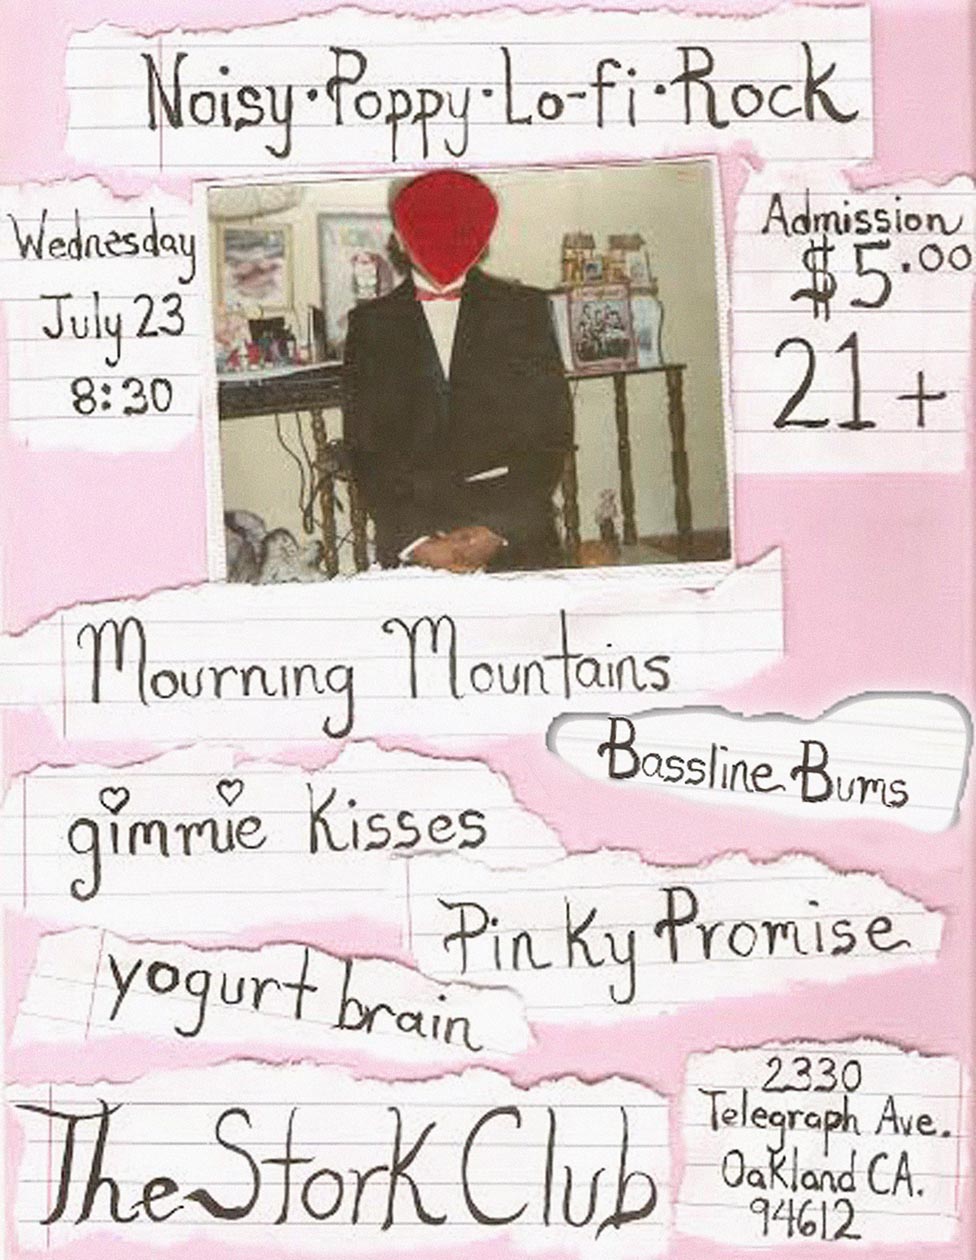 Noisy·Poppy·Lo-fi·Rock
Wednesday
July 23
8:30
Admission
$5.00
21+
Mourning Mountains
Bassline Bums
gimmie Kisses
Pinky Promise
yogurt brain
The Stork Club
2330
Telegraph Ave.
Oakland CA.
94612